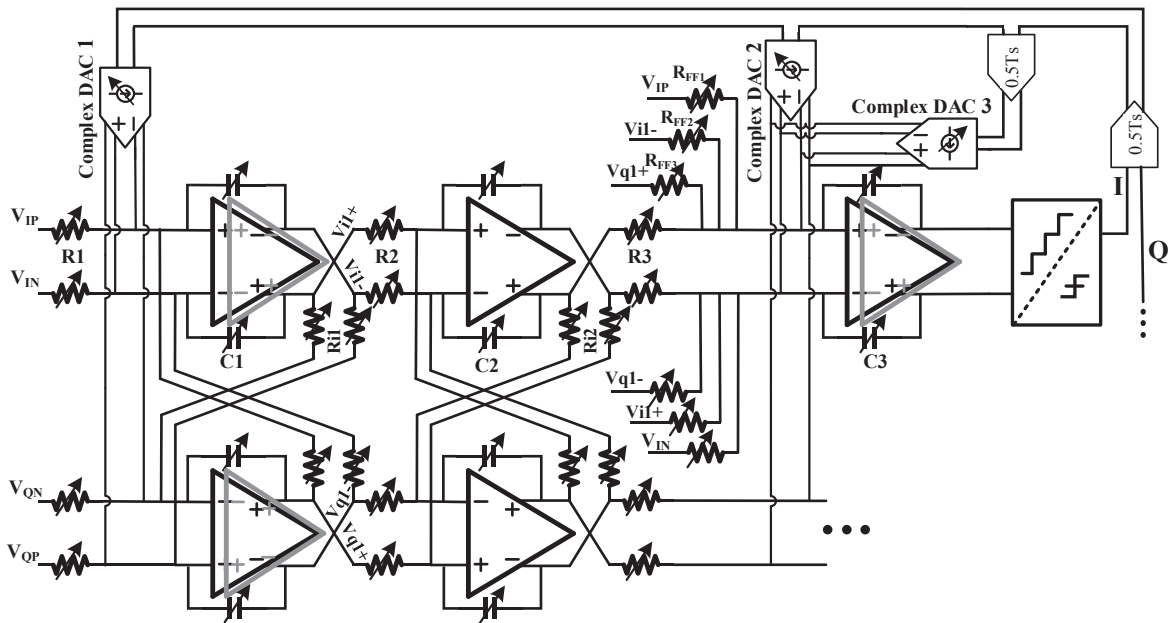 Complex DAC 1
+ −
Complex DAC 2
+ −
0.5Ts
Complex DAC 3
−
+
0.5Ts
I
Q
V_IP
R_FF1
Vi1-
R_FF2
Vq1+
R_FF3
V_IP
R1
V_IN
+ + −
− − + +
C1
Vi1+
Vi1-
Ri1
R2
+ −
− +
C2
Ri2
R3
+ + −
− − + +
C3
Vq1-
Vi1+
V_IN
V_QN
V_QP
− − + +
+ + − −
Vq1-
Vq1+
− +
+ −